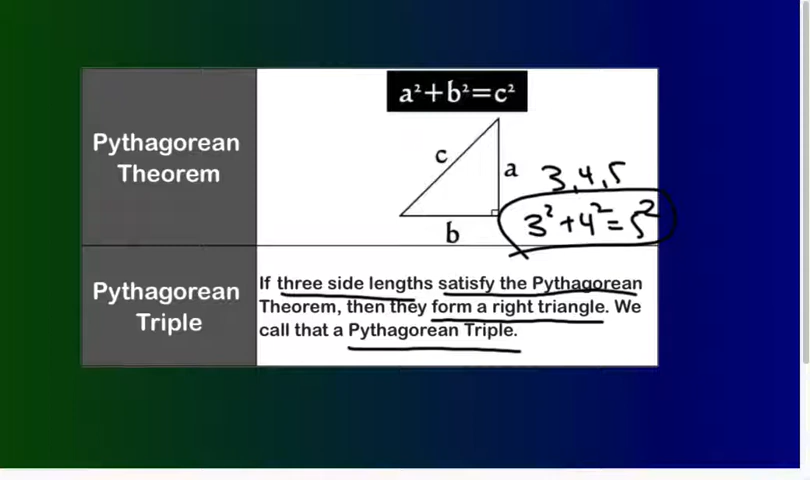 a²+b²=c²
Pythagorean
Theorem
c
a
3,4,5
3²+4²=5²
b
Pythagorean
Triple
If three side lengths satisfy the Pythagorean
Theorem, then they form a right triangle. We
call that a Pythagorean Triple.